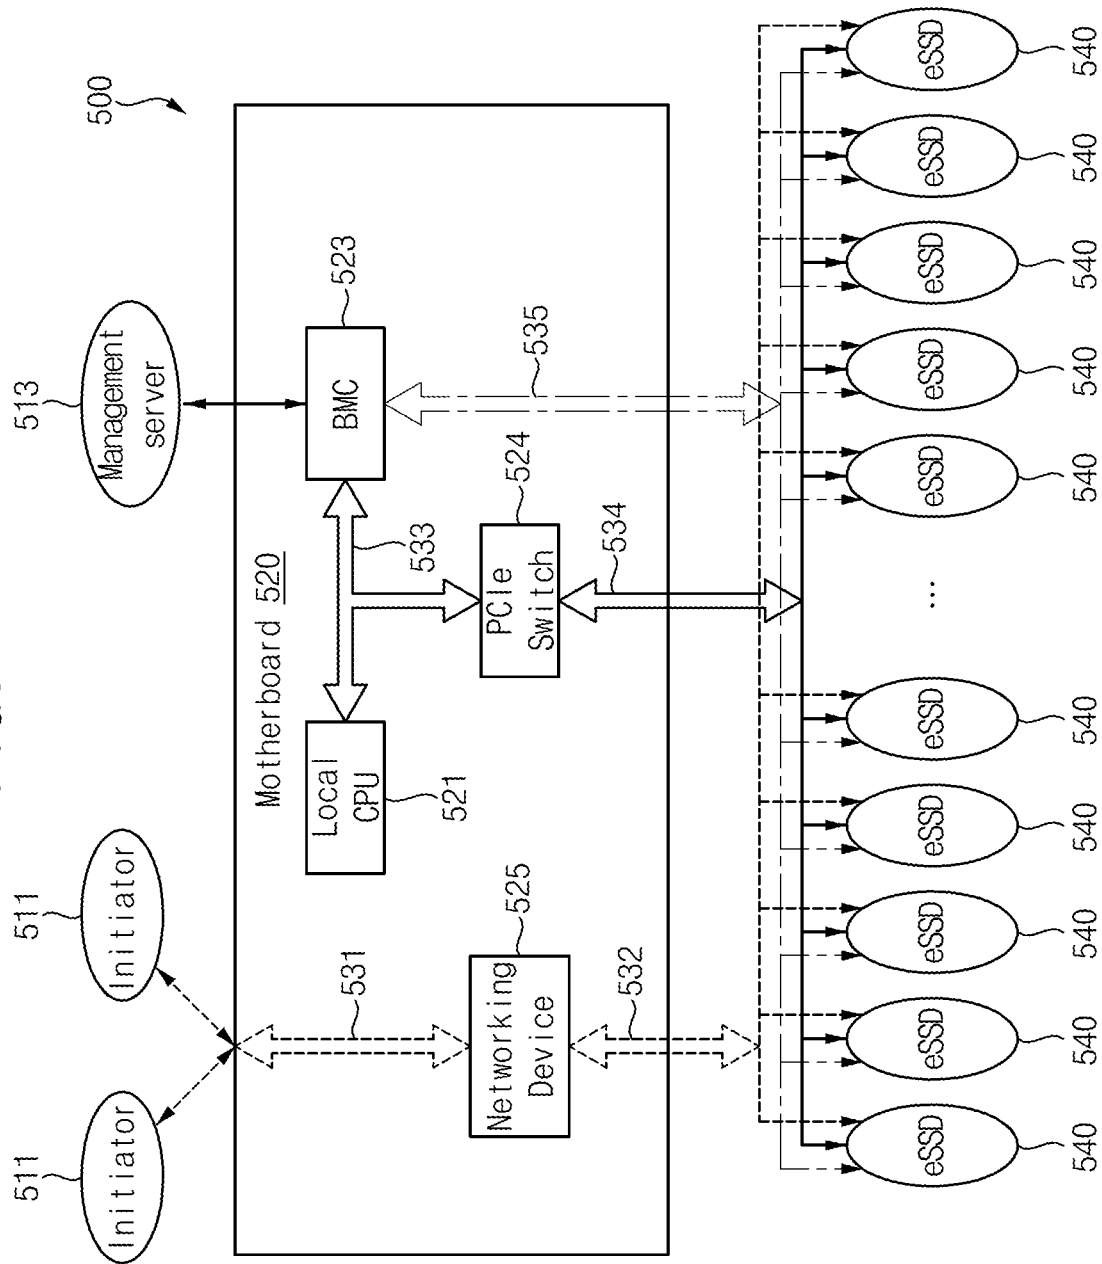 500
511
Initiator
511
Initiator
513
Management
server
Motherboard 520
Local
CPU
521
BMC
523
533
PCIe
Switch
524
Networking
Device
525
531
532
534
535
eSSD
540
eSSD
540
eSSD
540
eSSD
540
eSSD
540
...
eSSD
540
eSSD
540
eSSD
540
eSSD
540
eSSD
540